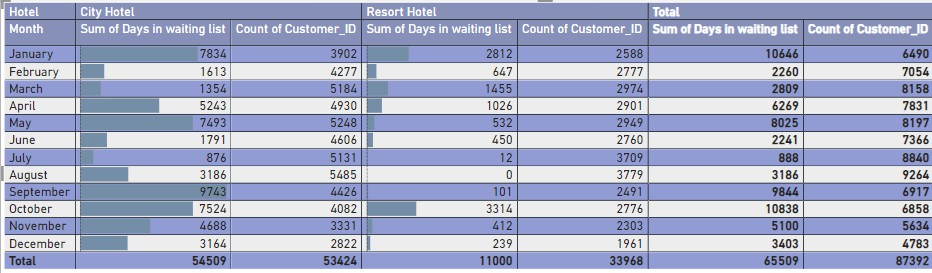 Hotel City Hotel Resort Hotel Total
Month Sum of Days in waiting list Count of Customer_ID Sum of Days in waiting list Count of Customer_ID Sum of Days in waiting list Count of Customer_ID
January 7834 3902 2812 2588 10646 6490
February 1613 4277 647 2777 2260 7054
March 1354 5184 1455 2974 2809 8158
April 5243 4930 1026 2901 6269 7831
May 7493 5248 532 2949 8025 8197
June 1791 4606 450 2760 2241 7366
July 876 5131 12 3709 888 8840
August 3186 5485 0 3779 3186 9264
September 9743 4426 101 2491 9844 6917
October 7524 4082 3314 2776 10838 6858
November 4688 3331 412 2303 5100 5634
December 3164 2822 239 1961 3403 4783
Total 54509 53424 11000 33968 65509 87392